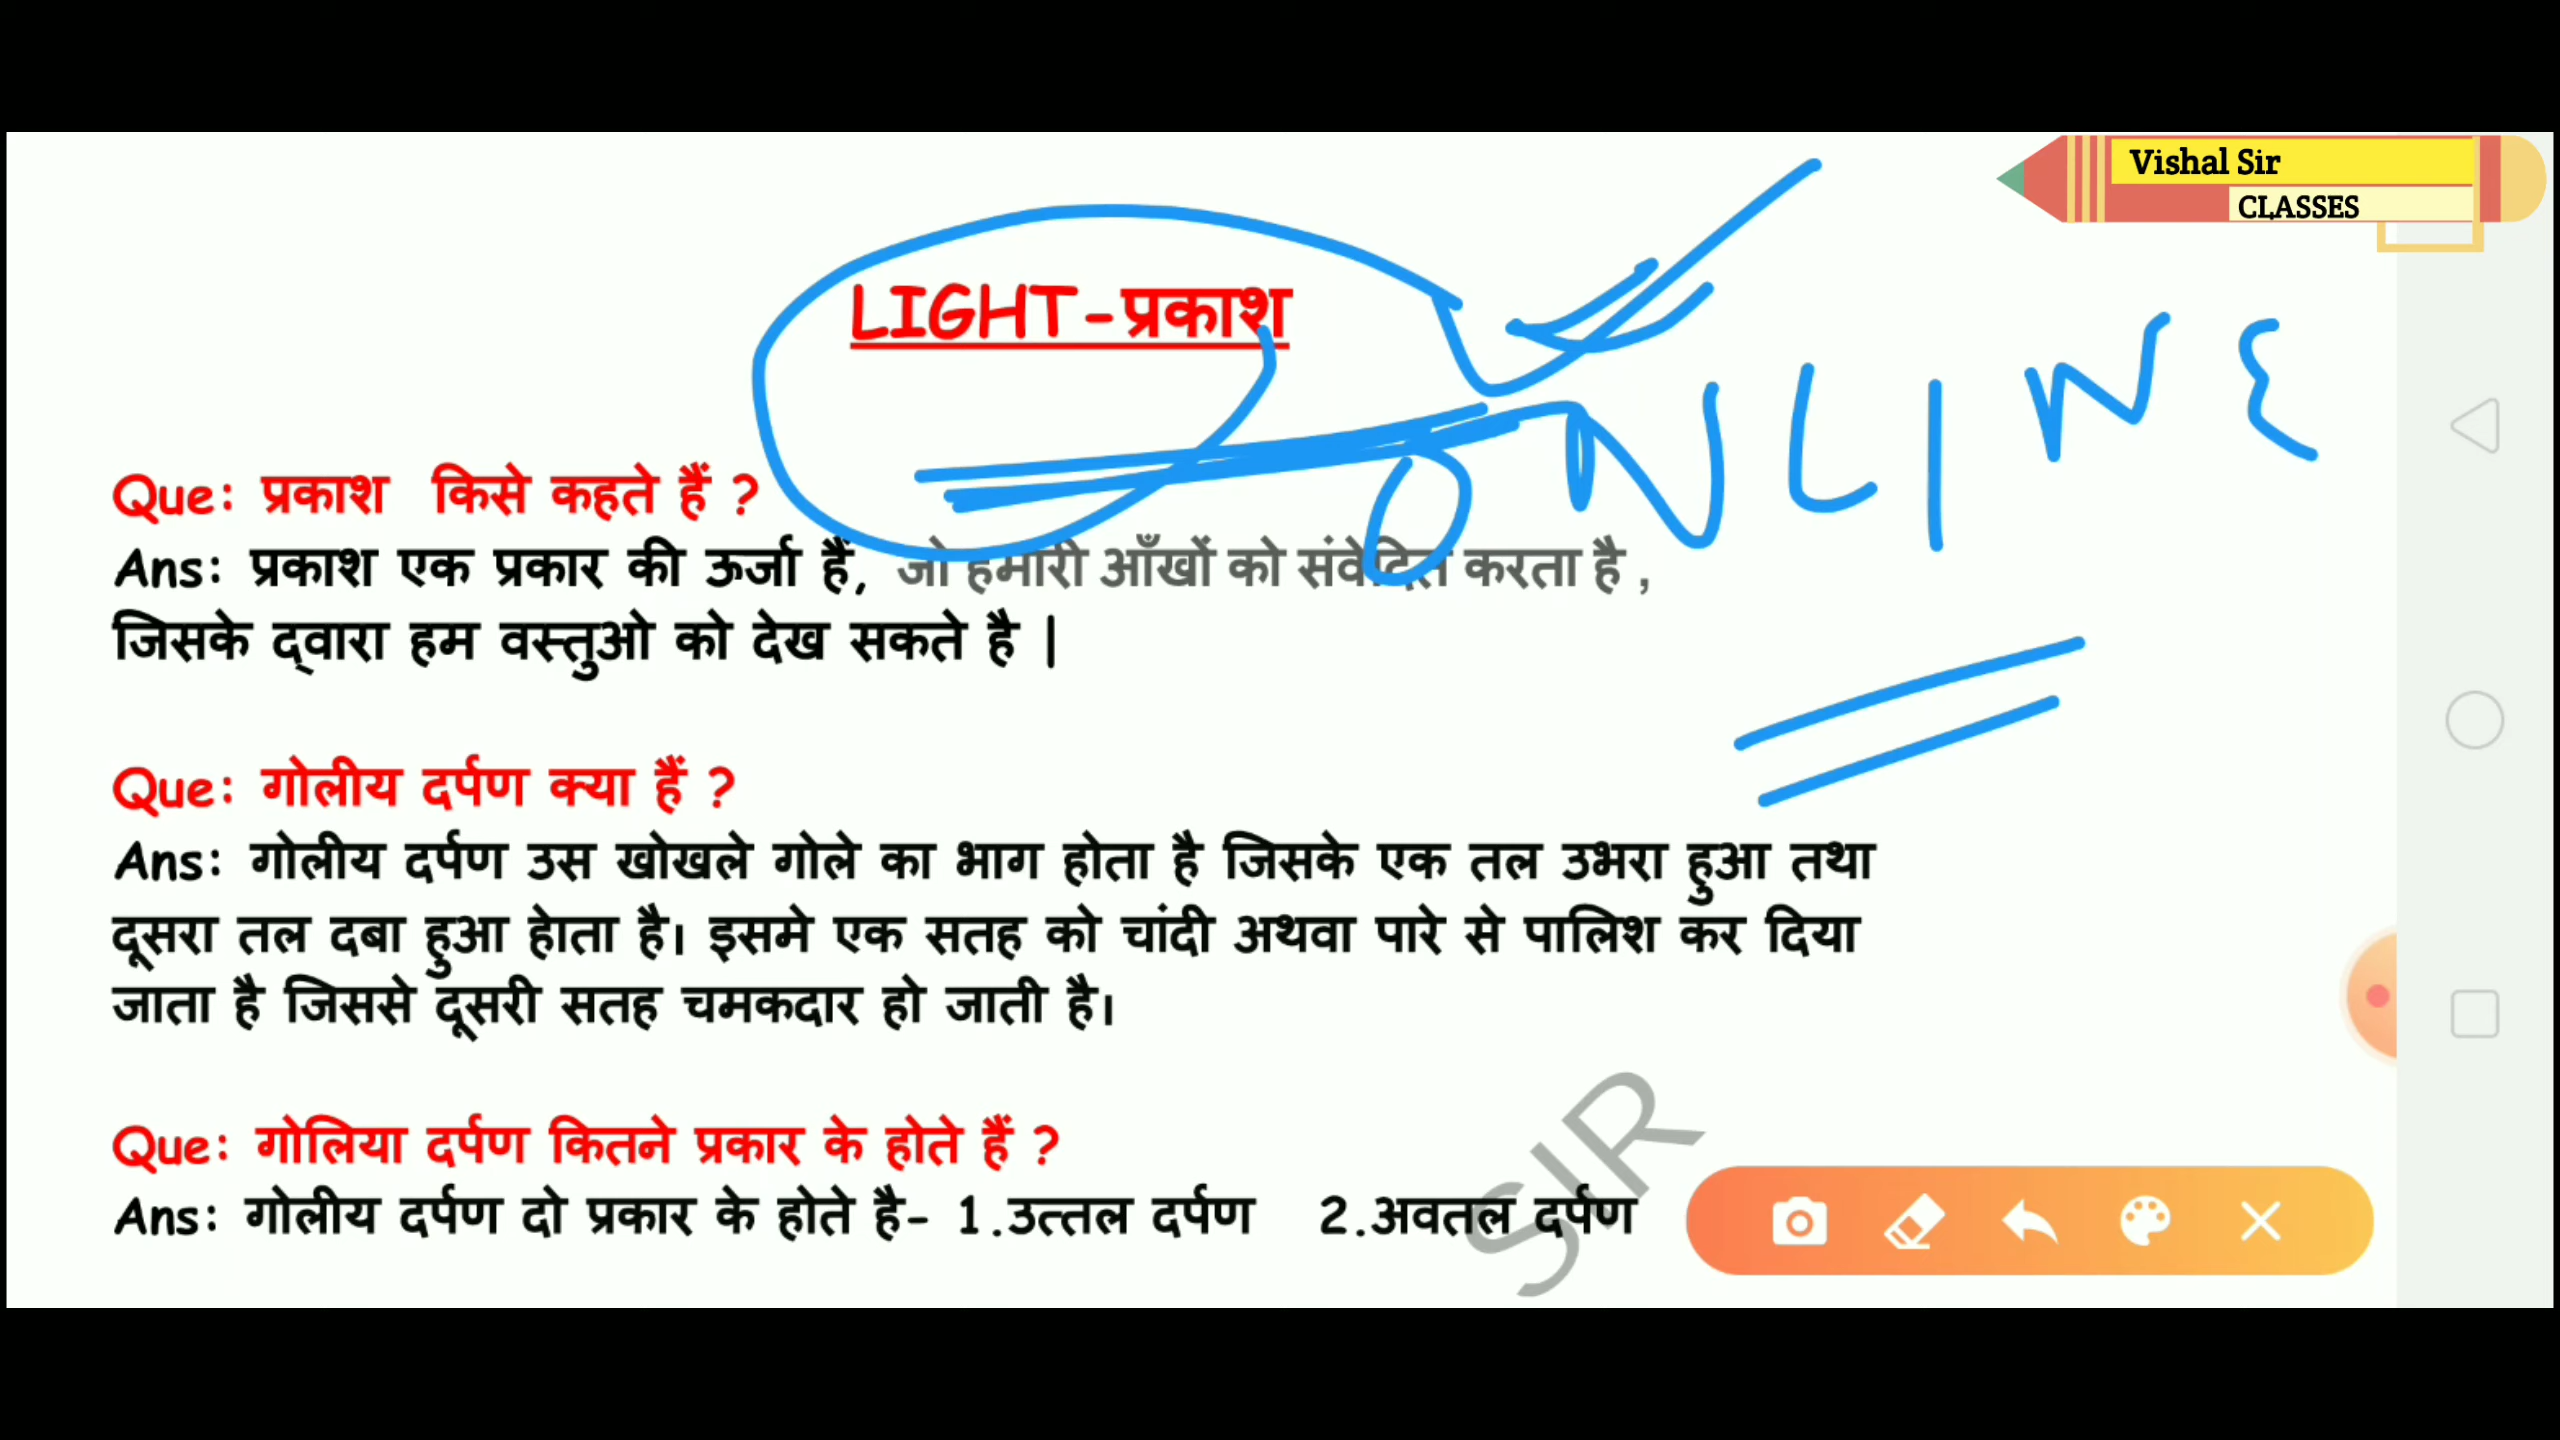 Vishal Sir
CLASSES
LIGHT-प्रकाश
ONLINE
Que: प्रकाश किसे कहते हैं ?
Ans: प्रकाश एक प्रकार की ऊर्जा हैं, जो हमारी आँखों को संवेदित करता है ,
जिसके द्वारा हम वस्तुओ को देख सकते है |
Que: गोलीय दर्पण क्या हैं ?
Ans: गोलीय दर्पण उस खोखले गोले का भाग होता है जिसके एक तल उभरा हुआ तथा
दूसरा तल दबा हुआ हेाता है। इसमे एक सतह को चांदी अथवा पारे से पालिश कर दिया
जाता है जिससे दूसरी सतह चमकदार हो जाती है।
Que: गोलिया दर्पण कितने प्रकार के होते हैं ?
Ans: गोलीय दर्पण दो प्रकार के होते है- 1.उत्तल दर्पण 2.अवतल दर्पण
SIR